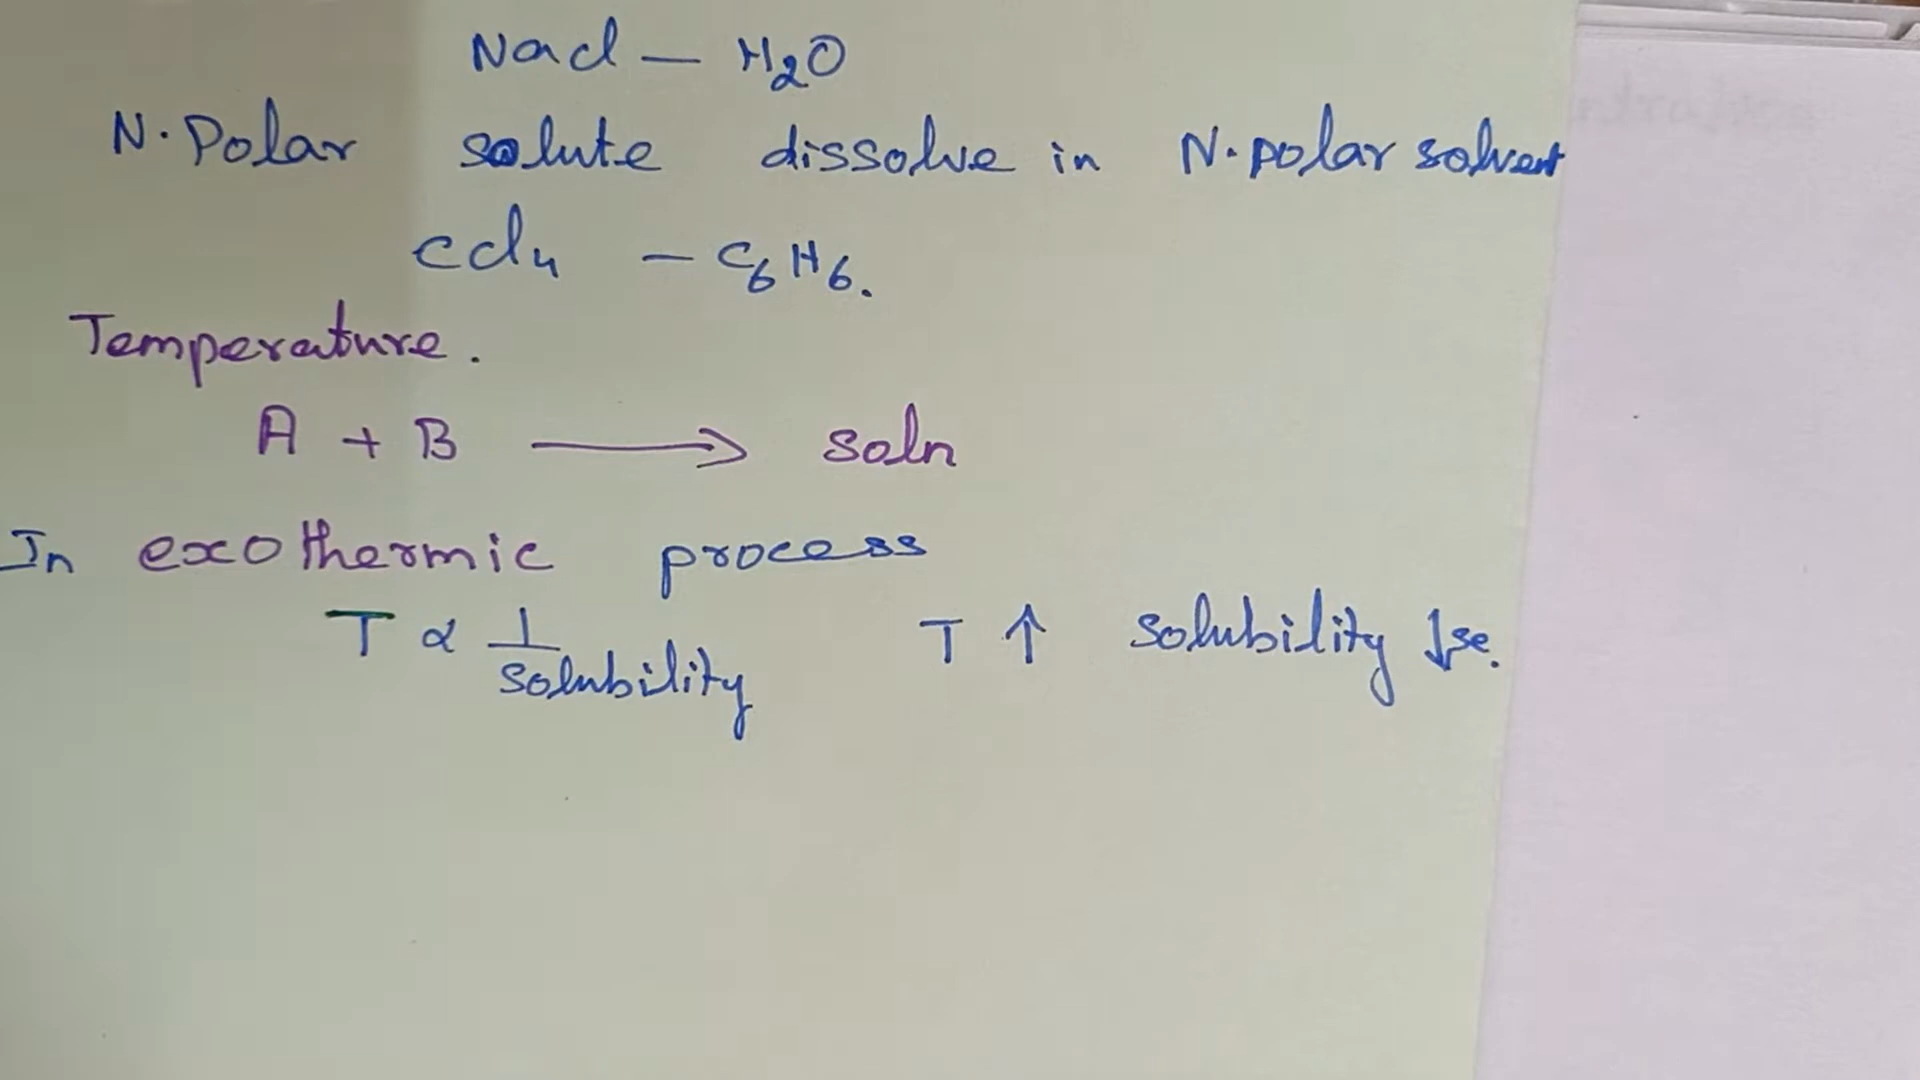 NaCl — H2O
N. Polar solute dissolve in N. polar solvent
CCl4 — C6H6.
Temperature.
A + B ⟶ soln
In exothermic process
T ∝ 1/solubility T ↑ solubility ↓se.